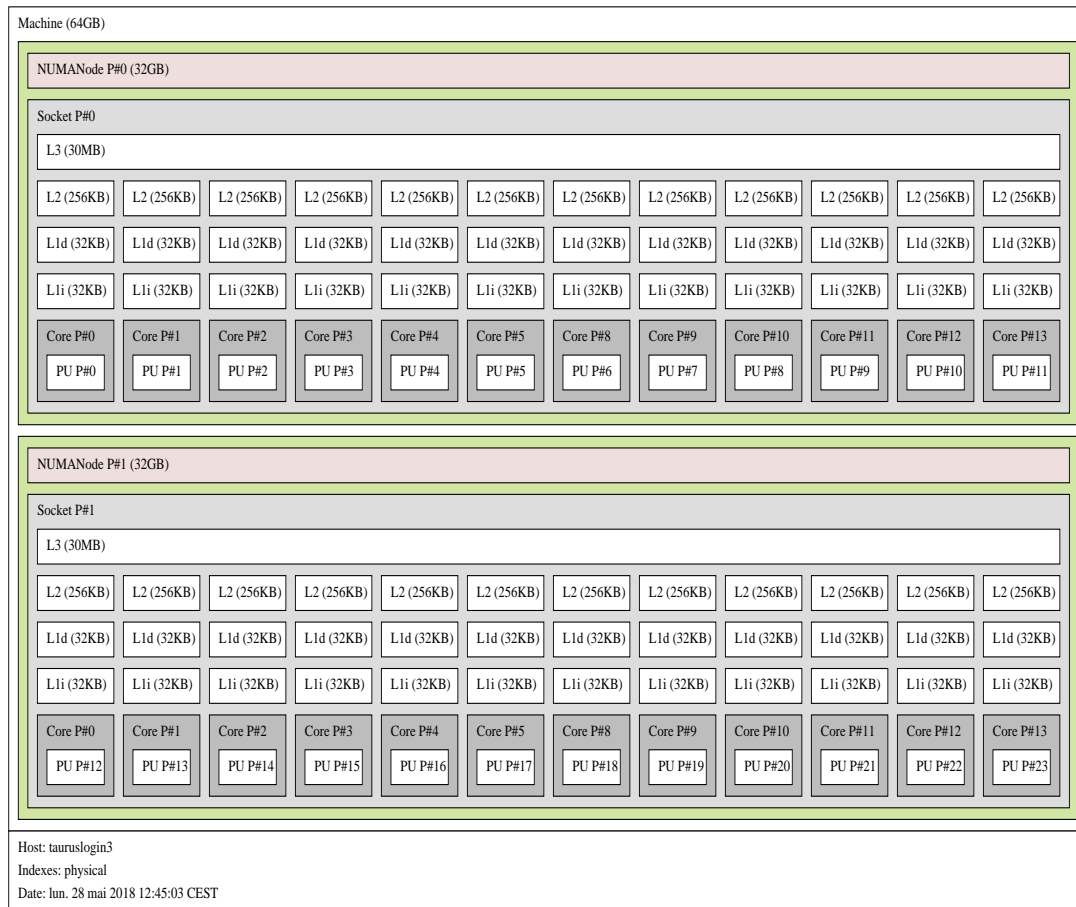 Machine (64GB)
NUMANode P#0 (32GB)
Socket P#0
L3 (30MB)
L2 (256KB) L2 (256KB) L2 (256KB) L2 (256KB) L2 (256KB) L2 (256KB) L2 (256KB) L2 (256KB) L2 (256KB) L2 (256KB) L2 (256KB) L2 (256KB)
L1d (32KB) L1d (32KB) L1d (32KB) L1d (32KB) L1d (32KB) L1d (32KB) L1d (32KB) L1d (32KB) L1d (32KB) L1d (32KB) L1d (32KB) L1d (32KB)
L1i (32KB) L1i (32KB) L1i (32KB) L1i (32KB) L1i (32KB) L1i (32KB) L1i (32KB) L1i (32KB) L1i (32KB) L1i (32KB) L1i (32KB) L1i (32KB)
Core P#0 Core P#1 Core P#2 Core P#3 Core P#4 Core P#5 Core P#8 Core P#9 Core P#10 Core P#11 Core P#12 Core P#13
PU P#0 PU P#1 PU P#2 PU P#3 PU P#4 PU P#5 PU P#6 PU P#7 PU P#8 PU P#9 PU P#10 PU P#11
NUMANode P#1 (32GB)
Socket P#1
L3 (30MB)
L2 (256KB) L2 (256KB) L2 (256KB) L2 (256KB) L2 (256KB) L2 (256KB) L2 (256KB) L2 (256KB) L2 (256KB) L2 (256KB) L2 (256KB) L2 (256KB)
L1d (32KB) L1d (32KB) L1d (32KB) L1d (32KB) L1d (32KB) L1d (32KB) L1d (32KB) L1d (32KB) L1d (32KB) L1d (32KB) L1d (32KB) L1d (32KB)
L1i (32KB) L1i (32KB) L1i (32KB) L1i (32KB) L1i (32KB) L1i (32KB) L1i (32KB) L1i (32KB) L1i (32KB) L1i (32KB) L1i (32KB) L1i (32KB)
Core P#0 Core P#1 Core P#2 Core P#3 Core P#4 Core P#5 Core P#8 Core P#9 Core P#10 Core P#11 Core P#12 Core P#13
PU P#12 PU P#13 PU P#14 PU P#15 PU P#16 PU P#17 PU P#18 PU P#19 PU P#20 PU P#21 PU P#22 PU P#23
Host: tauruslogin3
Indexes: physical
Date: lun. 28 mai 2018 12:45:03 CEST